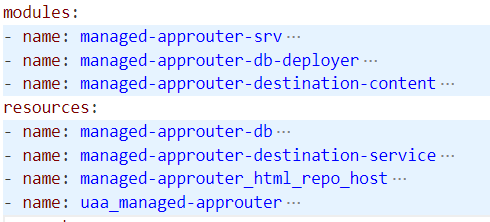 modules:
- name: managed-approuter-srv…
- name: managed-approuter-db-deployer…
- name: managed-approuter-destination-content…
resources:
- name: managed-approuter-db…
- name: managed-approuter-destination-service…
- name: managed-approuter_html_repo_host…
- name: uaa_managed-approuter…